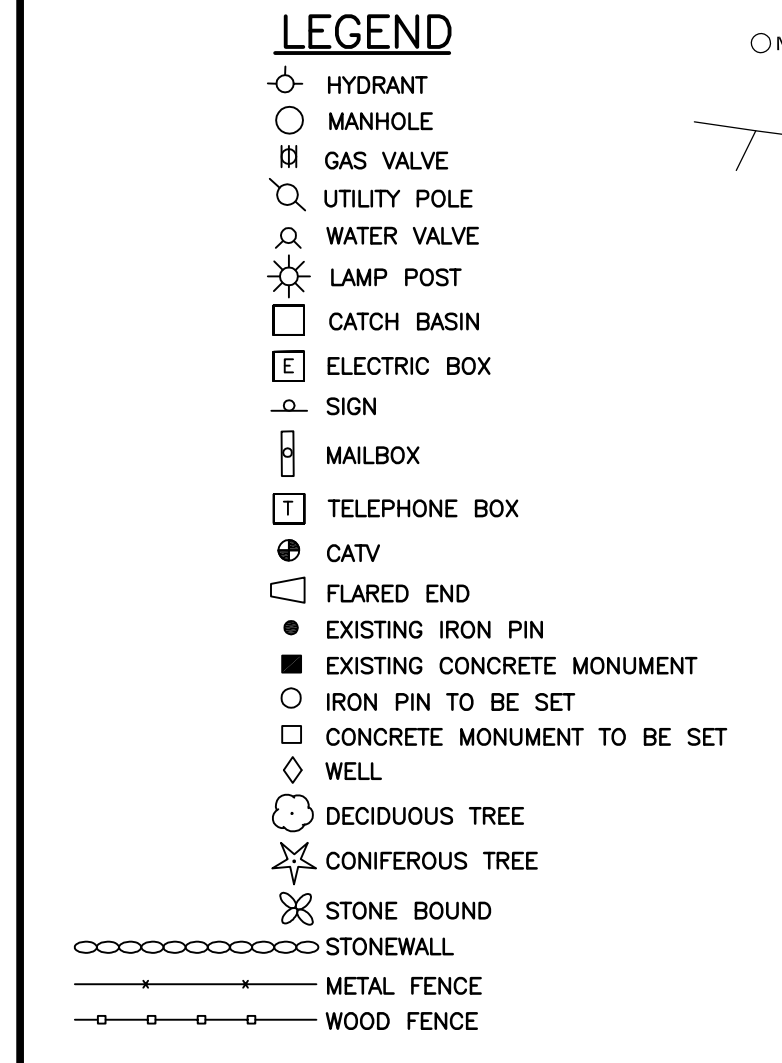 LEGEND
HYDRANT
MANHOLE
GAS VALVE
UTILITY POLE
WATER VALVE
LAMP POST
CATCH BASIN
E ELECTRIC BOX
SIGN
MAILBOX
T TELEPHONE BOX
CATV
FLARED END
EXISTING IRON PIN
EXISTING CONCRETE MONUMENT
IRON PIN TO BE SET
CONCRETE MONUMENT TO BE SET
WELL
DECIDUOUS TREE
CONIFEROUS TREE
STONE BOUND
STONEWALL
METAL FENCE
WOOD FENCE